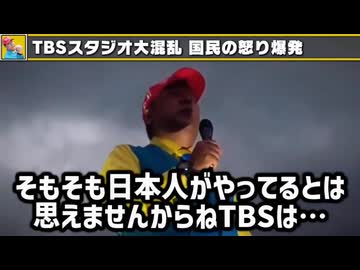 TBSスタジオ大混乱 国民の怒り爆発
そもそも日本人がやってるとは
思えませんからねTBSは…